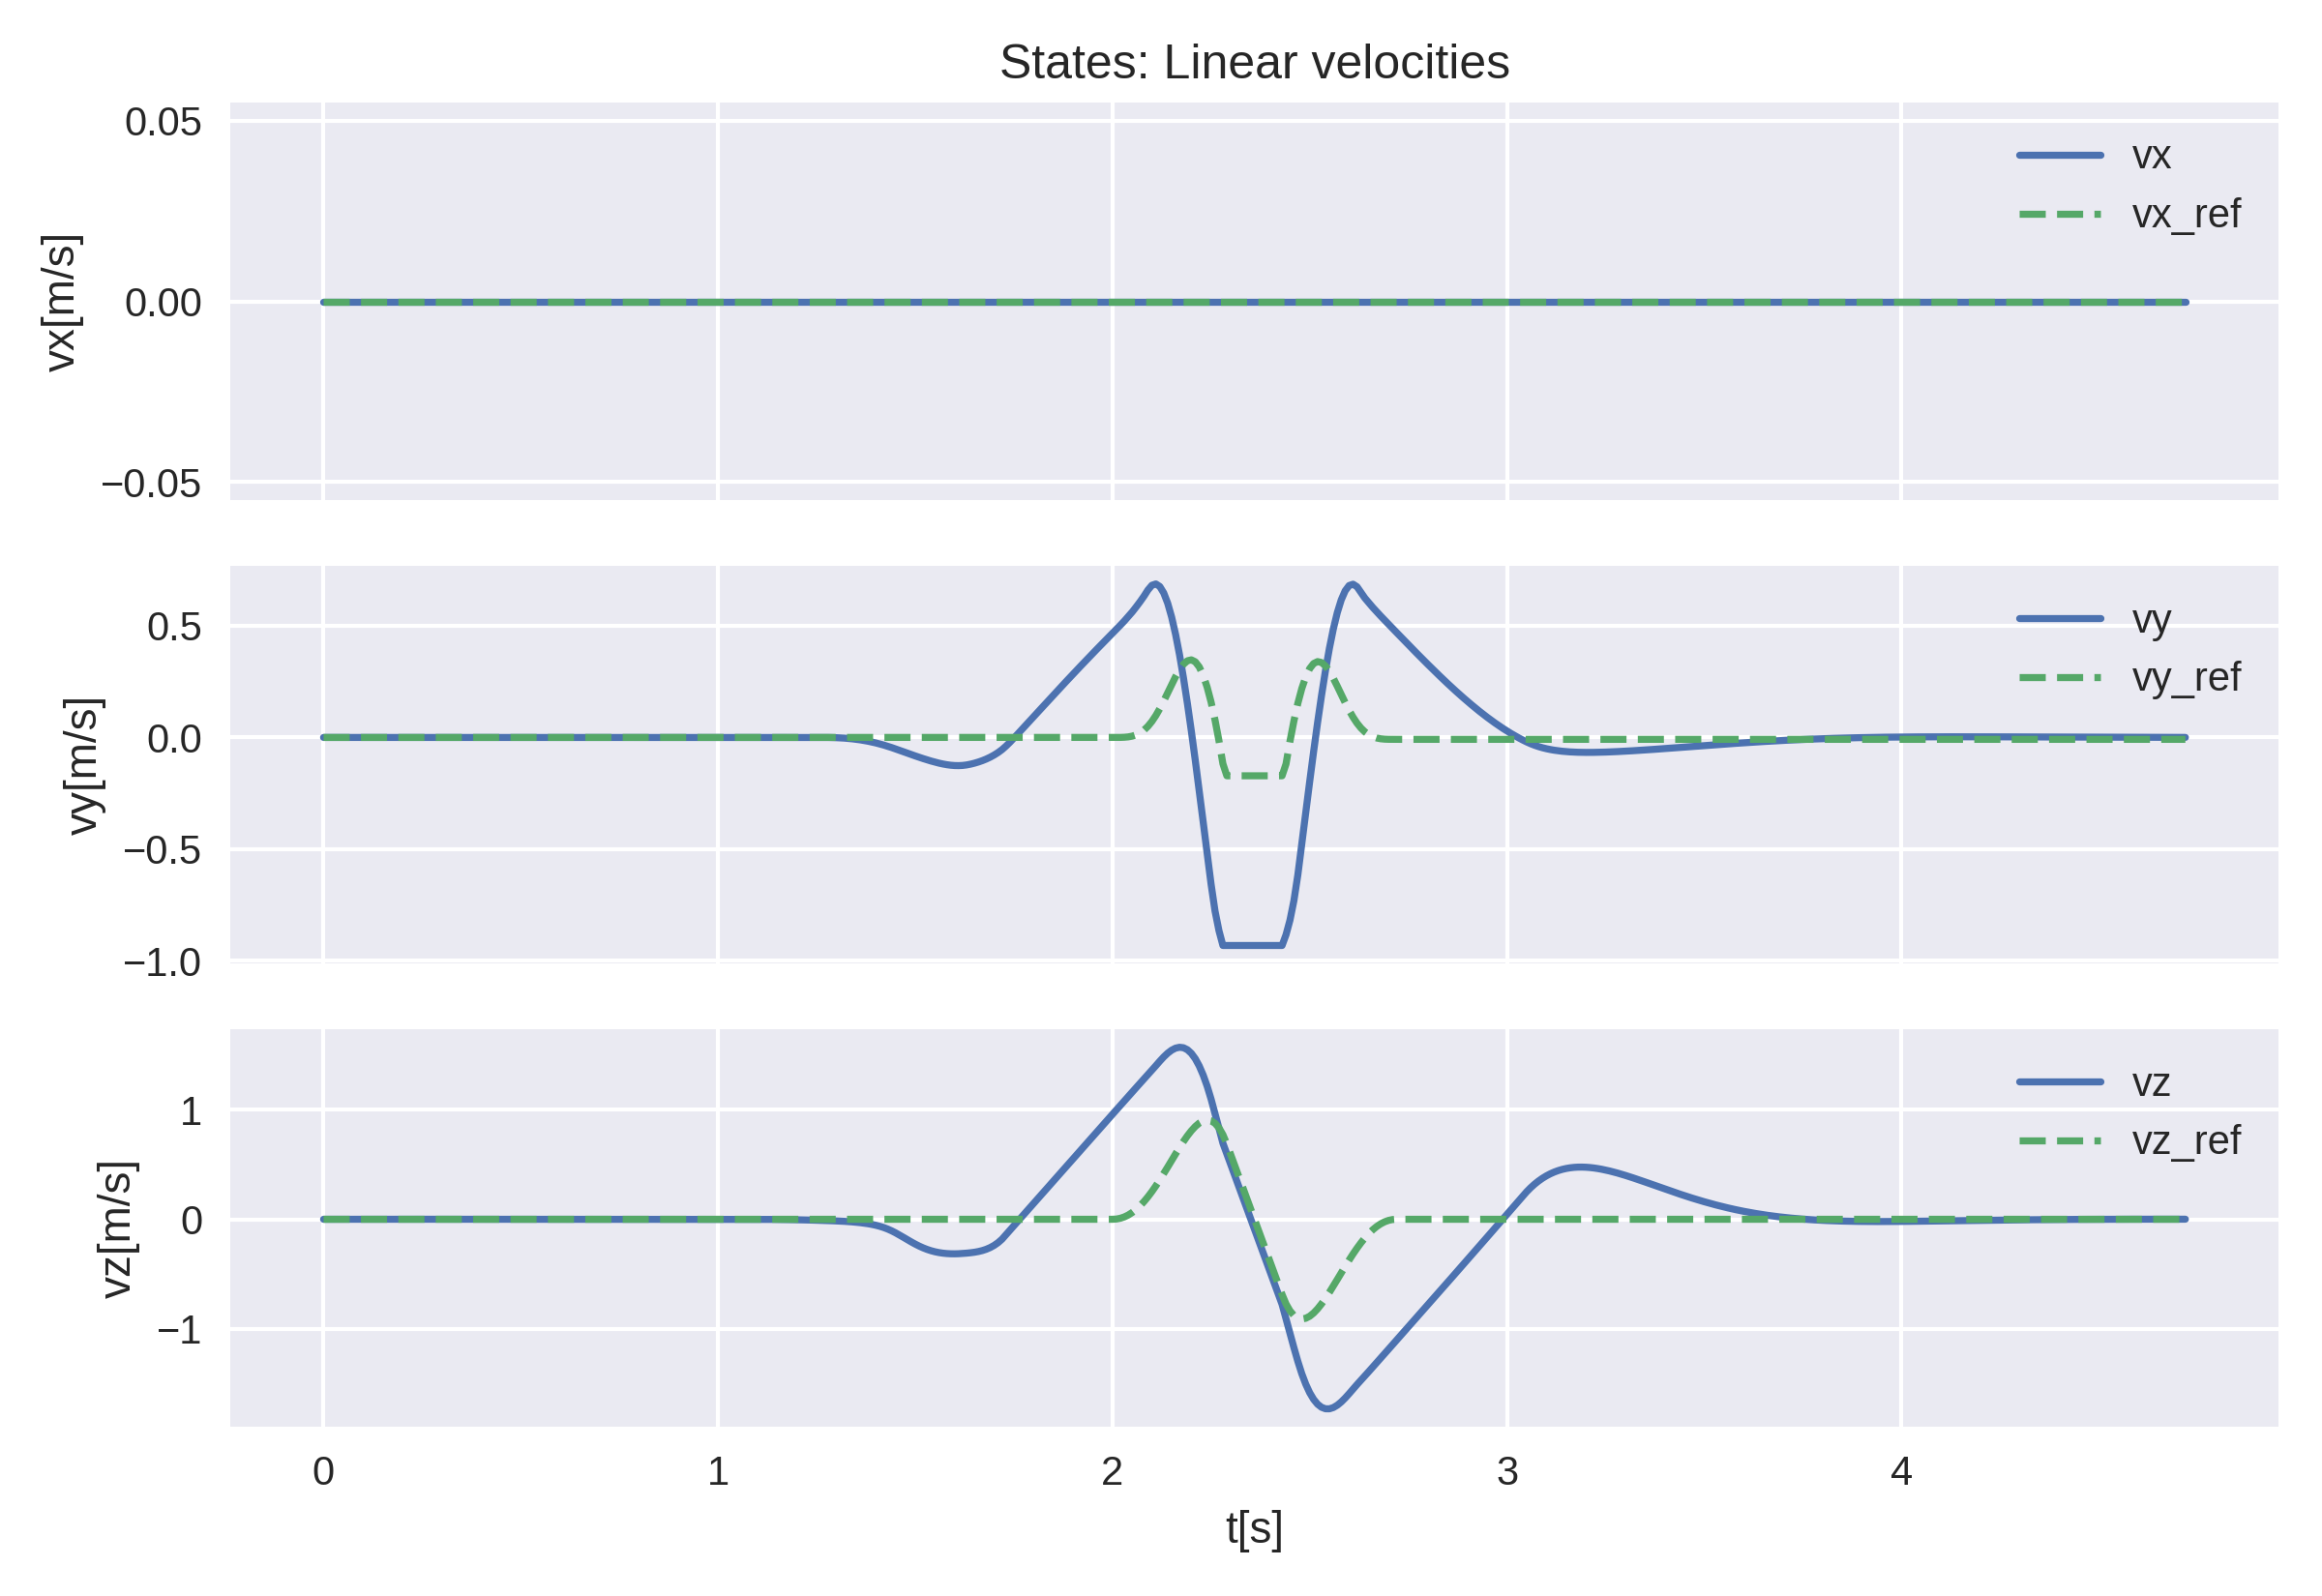 States: Linear velocities
0.05
0.00
−0.05
vx[m/s]
vx
vx_ref
0.5
0.0
−0.5
−1.0
vy[m/s]
vy
vy_ref
1
0
−1
vz[m/s]
vz
vz_ref
0 1 2 3 4
t[s]